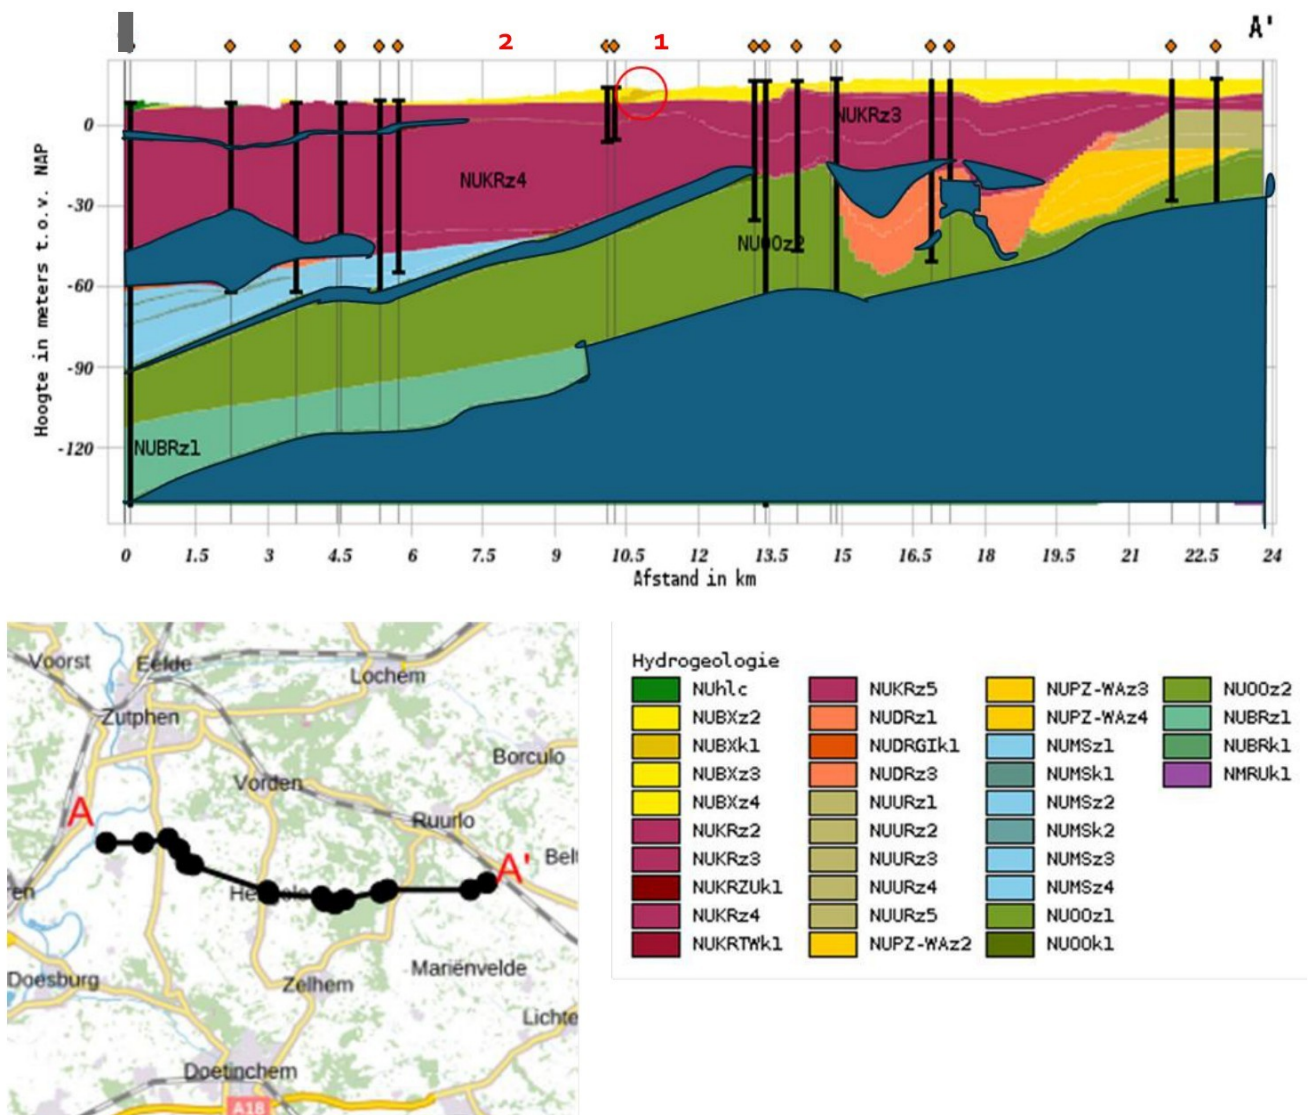 A'
2
1
0
-30
-60
-90
-120
Hoogte in meters t.o.v. NAP
NUKRz3
NUKRz4
NUOOz2
NUBRz1
0 1.5 3 4.5 6 7.5 9 10.5 12 13.5 15 16.5 18 19.5 21 22.5 24
Afstand in km
Voorst
Eefde
Lochem
Zutphen
Borculo
Vorden
Ruurlo
A
A'
Belt
en
Mariënvelde
Doesburg
Zelhem
Lichte
Doetinchem
A18
Hydrogeologie
NUhlc
NUBXz2
NUBXk1
NUBXz3
NUBXz4
NUKRz2
NUKRz3
NUKRZUk1
NUKRz4
NUKRTWk1
NUKRz5
NUDRz1
NUDRGIk1
NUDRz3
NUURz1
NUURz2
NUURz3
NUURz4
NUURz5
NUPZ-WAz2
NUPZ-WAz3
NUPZ-WAz4
NUMSz1
NUMSk1
NUMSz2
NUMSk2
NUMSz3
NUMSz4
NUOOz1
NUOOk1
NUOOz2
NUBRz1
NUBRk1
NMRUk1